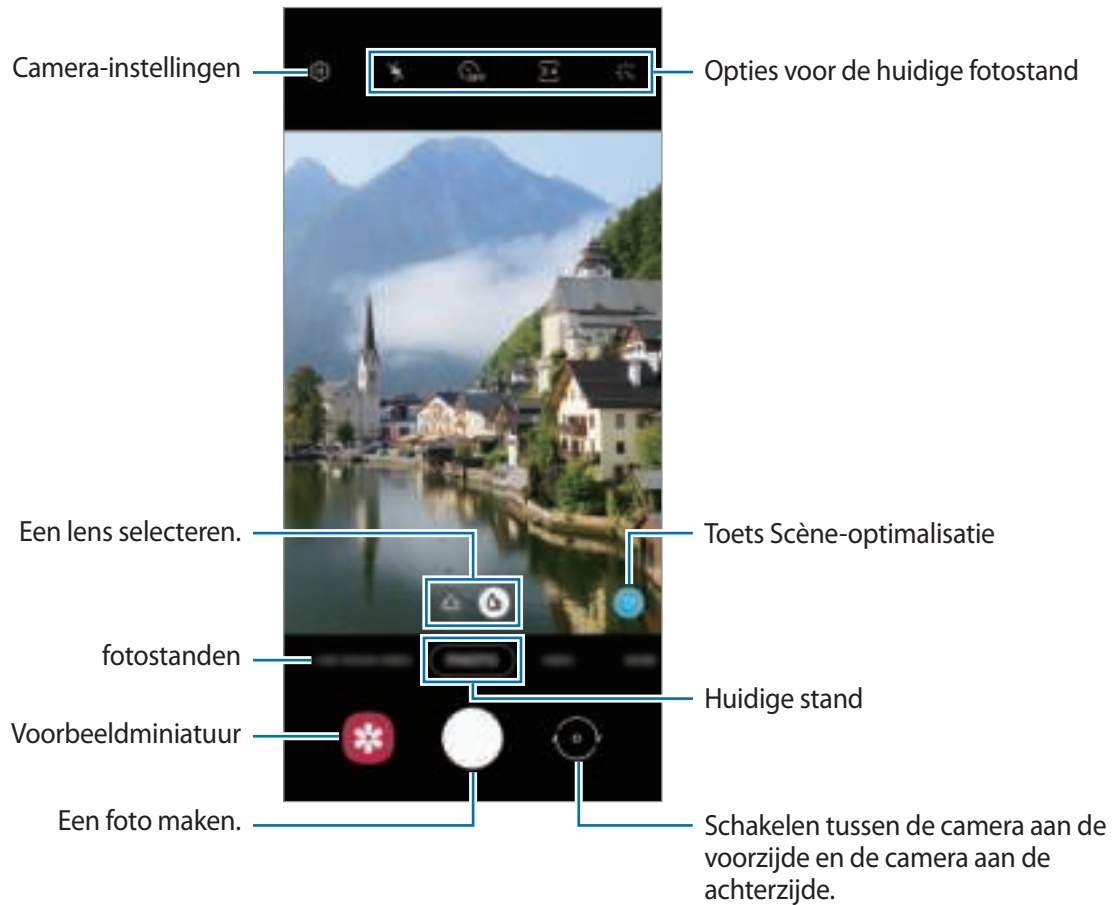 Camera-instellingen
Opties voor de huidige fotostand
Een lens selecteren.
Toets Scène-optimalisatie
fotostanden
Huidige stand
Voorbeeldminiatuur
Een foto maken.
Schakelen tussen de camera aan de
voorzijde en de camera aan de
achterzijde.